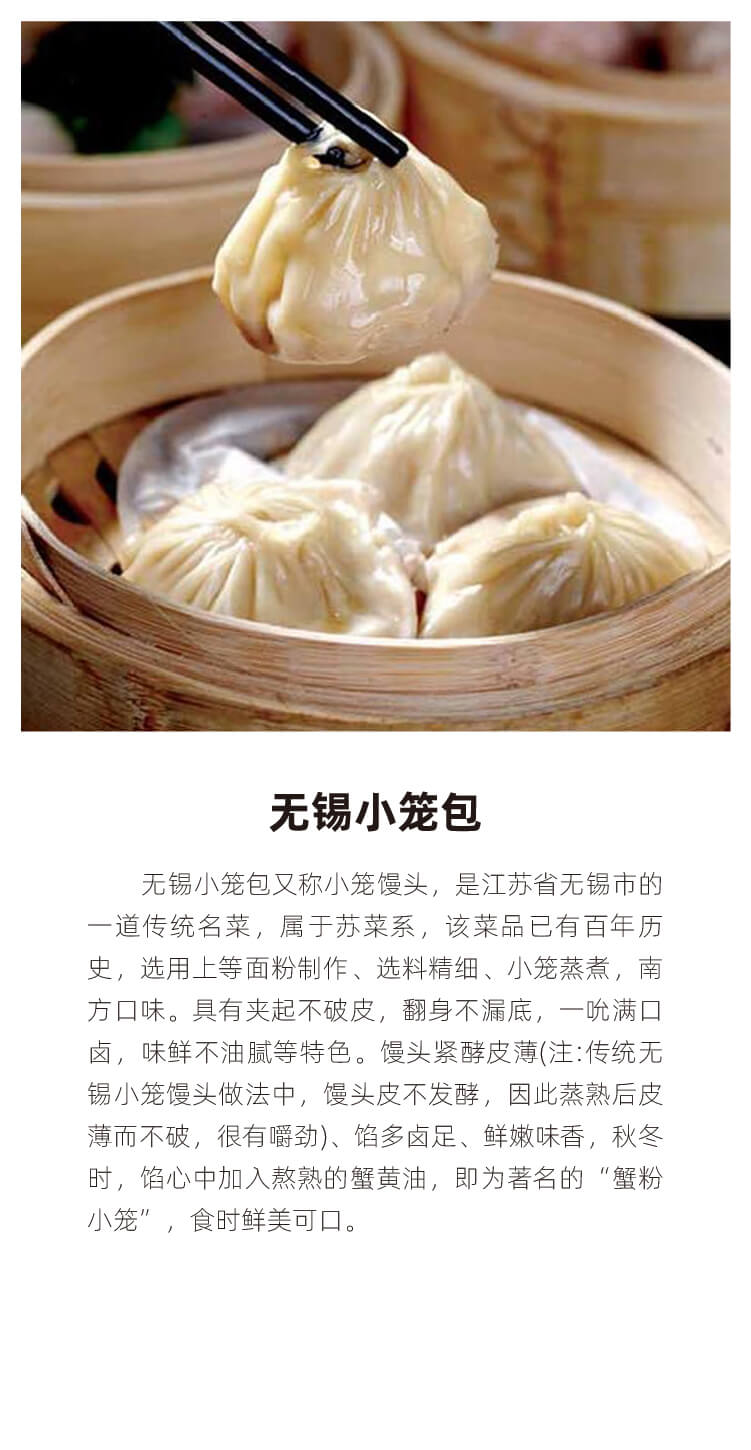 无锡小笼包
无锡小笼包又称小笼馒头，是江苏省无锡市的
一道传统名菜，属于苏菜系，该菜品已有百年历
史，选用上等面粉制作、选料精细、小笼蒸煮，南
方口味。具有夹起不破皮，翻身不漏底，一吮满口
卤，味鲜不油腻等特色。馒头紧酵皮薄(注:传统无
锡小笼馒头做法中，馒头皮不发酵，因此蒸熟后皮
薄而不破，很有嚼劲)、馅多卤足、鲜嫩味香，秋冬
时，馅心中加入熬熟的蟹黄油，即为著名的“蟹粉
小笼”，食时鲜美可口。